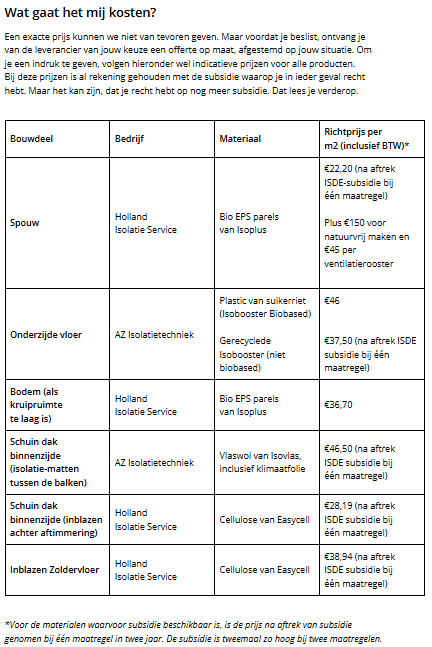 Wat gaat het mij kosten?
Een exacte prijs kunnen we niet van tevoren geven. Maar voordat je beslist, ontvang je
van de leverancier van jouw keuze een offerte op maat, afgestemd op jouw situatie. Om
je een indruk te geven, volgen hieronder wel indicatieve prijzen voor alle producten.
Bij deze prijzen is al rekening gehouden met de subsidie waarop je in ieder geval recht
hebt. Maar het kan zijn, dat je recht hebt op nog meer subsidie. Dat lees je verderop.
Bouwdeel
Bedrijf
Materiaal
Richtprijs per
m2 (inclusief BTW)*
Spouw
Holland
Isolatie Service
Bio EPS parels
van Isoplus
€22,20 (na aftrek
ISDE-subsidie bij
één maatregel)
Plus €150 voor
natuurvrij maken en
€45 per
ventilatierooster
Onderzijde vloer
AZ Isolatietechniek
Plastic van suikerriet
(Isobooster Biobased)
Gerecyclede
Isobooster (niet
biobased)
€46
€37,50 (na aftrek ISDE
subsidie bij één
maatregel)
Bodem (als
kruipruimte
te laag is)
Holland
Isolatie Service
Bio EPS parels
van Isoplus
€36,70
Schuin dak
binnenzijde
(isolatie-matten
tussen de balken)
AZ Isolatietechniek
Vlaswol van Isovlas,
inclusief klimaatfolie
€46,50 (na aftrek
ISDE subsidie bij
één maatregel)
Schuin dak
binnenzijde (inblazen
achter aftimmering)
Holland
Isolatie Service
Cellulose van Easycell
€28,19 (na aftrek
ISDE subsidie bij
één maatregel)
Inblazen Zoldervloer
Holland
Isolatie Service
Cellulose van Easycell
€38,94 (na aftrek
ISDE subsidie bij
één maatregel)
*Voor de materialen waarvoor subsidie beschikbaar is, is de prijs na aftrek van subsidie
genomen bij één maatregel in twee jaar. De subsidie is tweemaal zo hoog bij twee maatregelen.